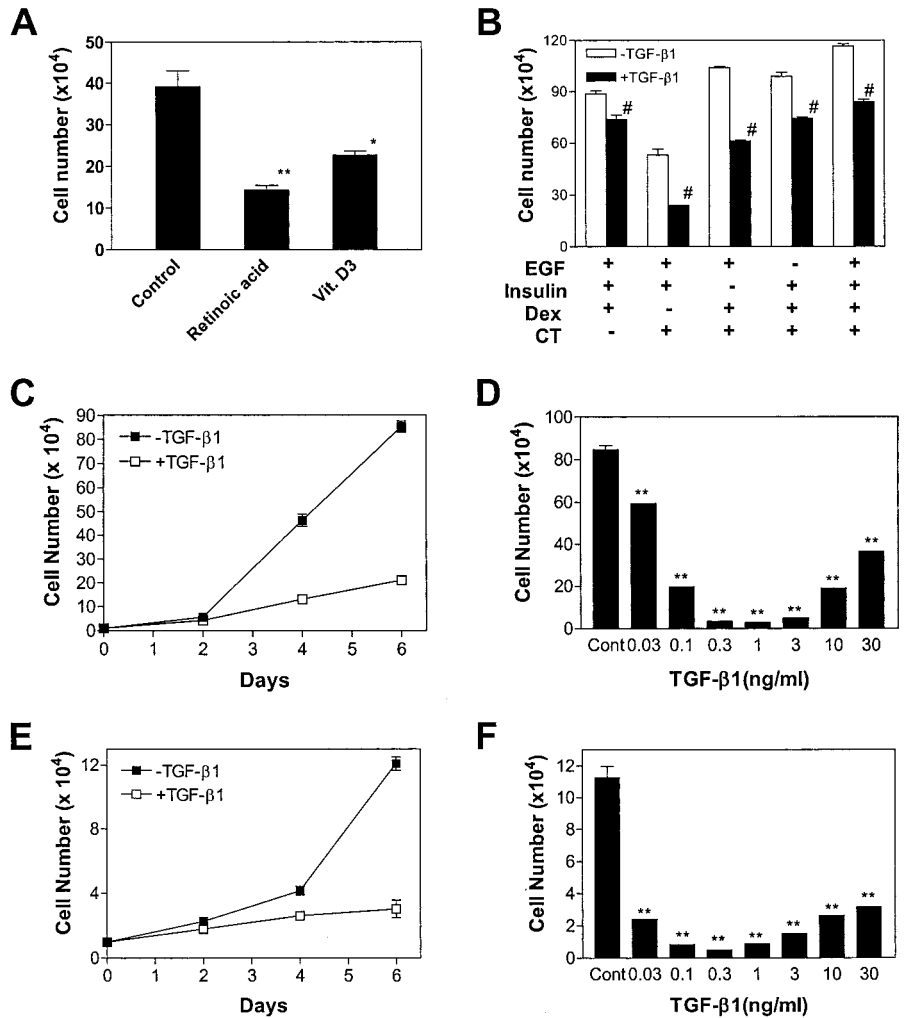 A
Cell number (x10⁴)
50
40
30
20
10
0
**
*
Control
Retinoic acid
Vit. D3
B
Cell number (x10⁴)
120
90
60
30
0
-TGF-β1
+TGF-β1
# # # # #
EGF + + + - +
Insulin + + - + +
Dex + - + + +
CT - + + + +
C
Cell Number (x 10⁴)
90
80
70
60
50
40
30
20
10
0
-TGF-β1
+TGF-β1
0 1 2 3 4 5 6
Days
D
Cell Number (x10⁴)
100
80
60
40
20
0
** ** ** ** ** ** **
Cont 0.03 0.1 0.3 1 3 10 30
TGF-β1(ng/ml)
E
Cell Number (x 10⁴)
12
8
4
0
-TGF-β1
+TGF-β1
0 1 2 3 4 5 6
Days
F
Cell Number (x10⁴)
12
10
8
6
4
2
0
** ** ** ** ** ** **
Cont 0.03 0.1 0.3 1 3 10 30
TGF-β1(ng/ml)